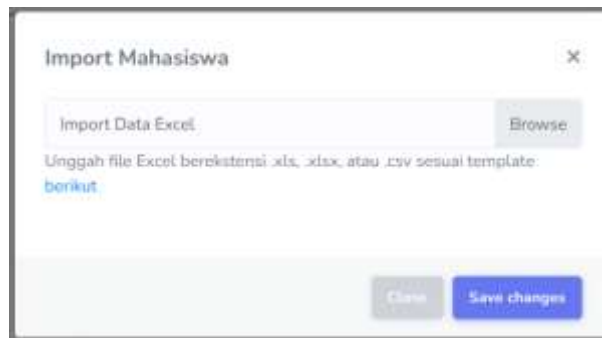 Import Mahasiswa ×
Import Data Excel Browse
Unggah file Excel berekstensi .xls, .xlsx, atau .csv sesuai template
berikut
Close Save changes